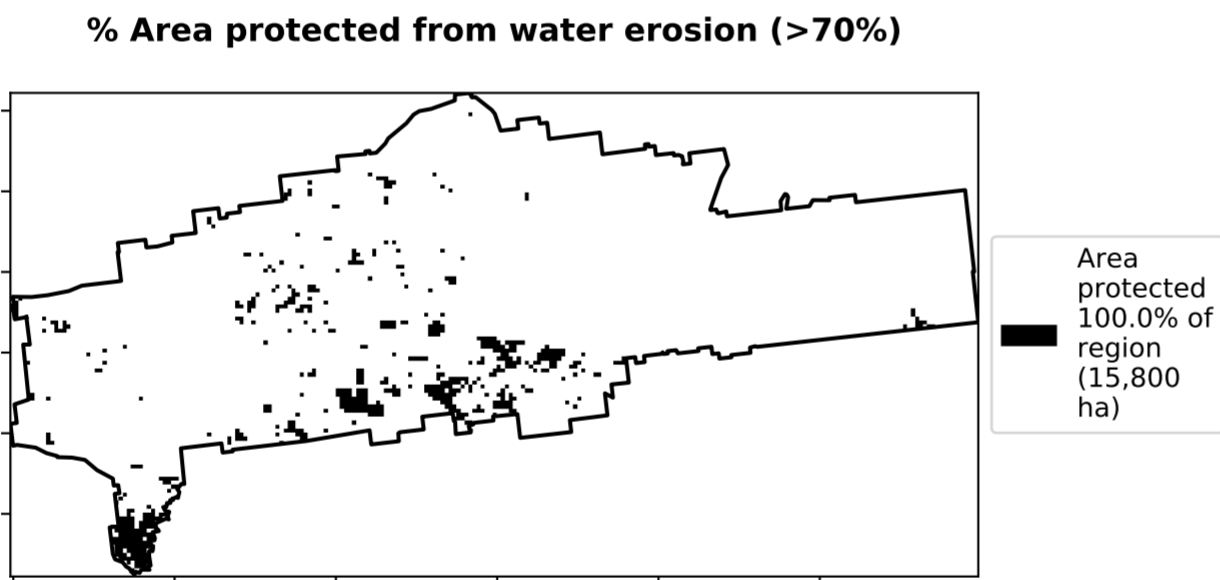 % Area protected from water erosion (>70%)
Area
protected
100.0% of
region
(15,800
ha)